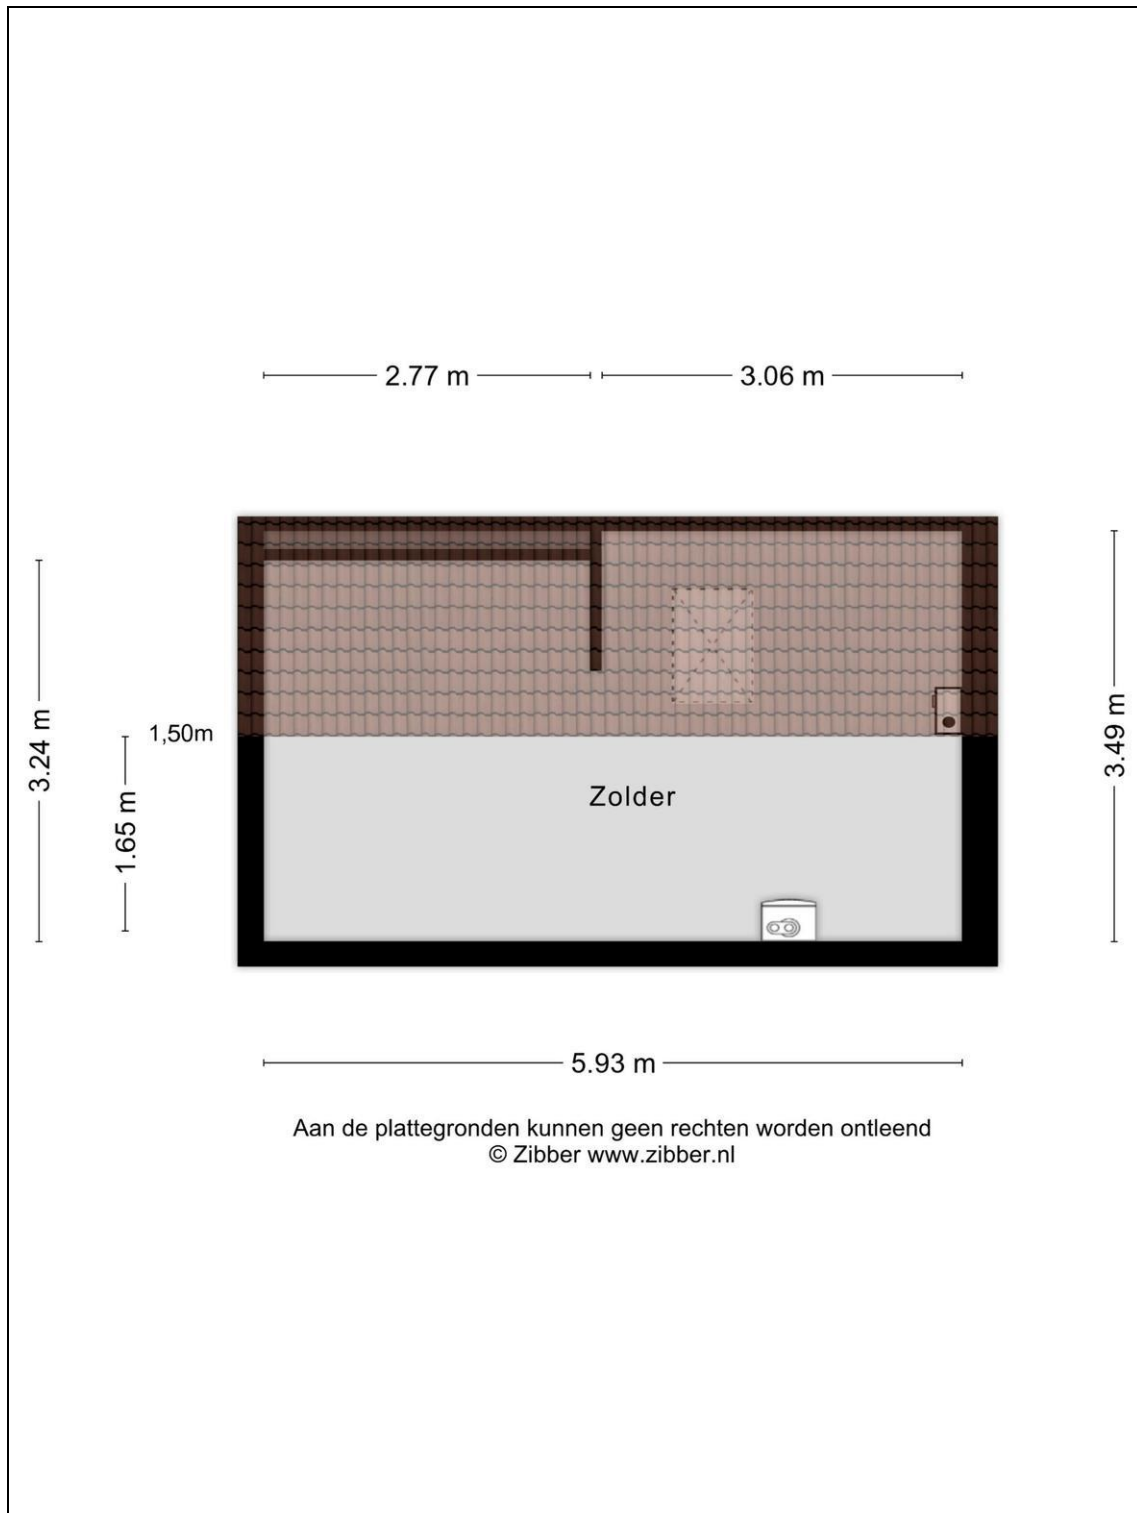 2.77 m
3.06 m
3.24 m
1,50m
1.65 m
3.49 m
Zolder
5.93 m
Aan de plattegronden kunnen geen rechten worden ontleend
© Zibber www.zibber.nl